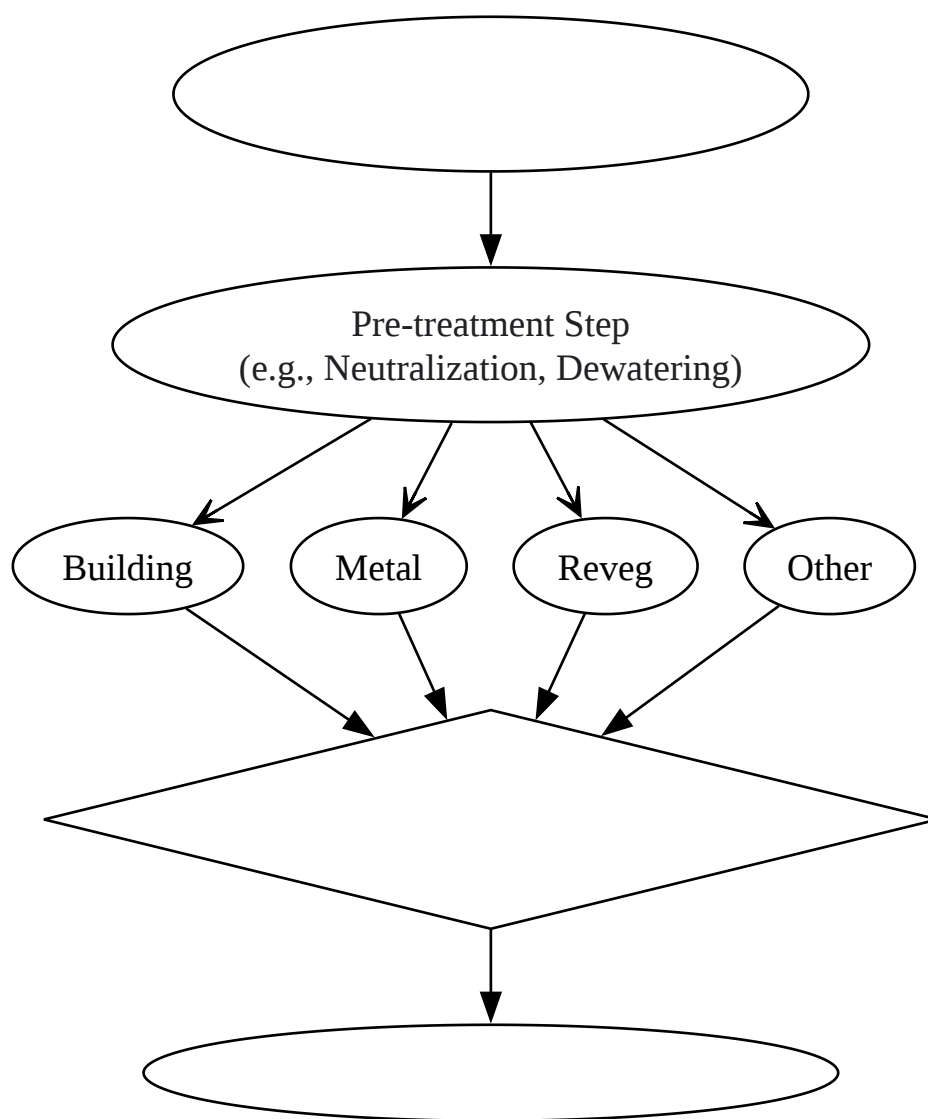 Pre-treatment Step
(e.g., Neutralization, Dewatering)
Building
Metal
Reveg
Other